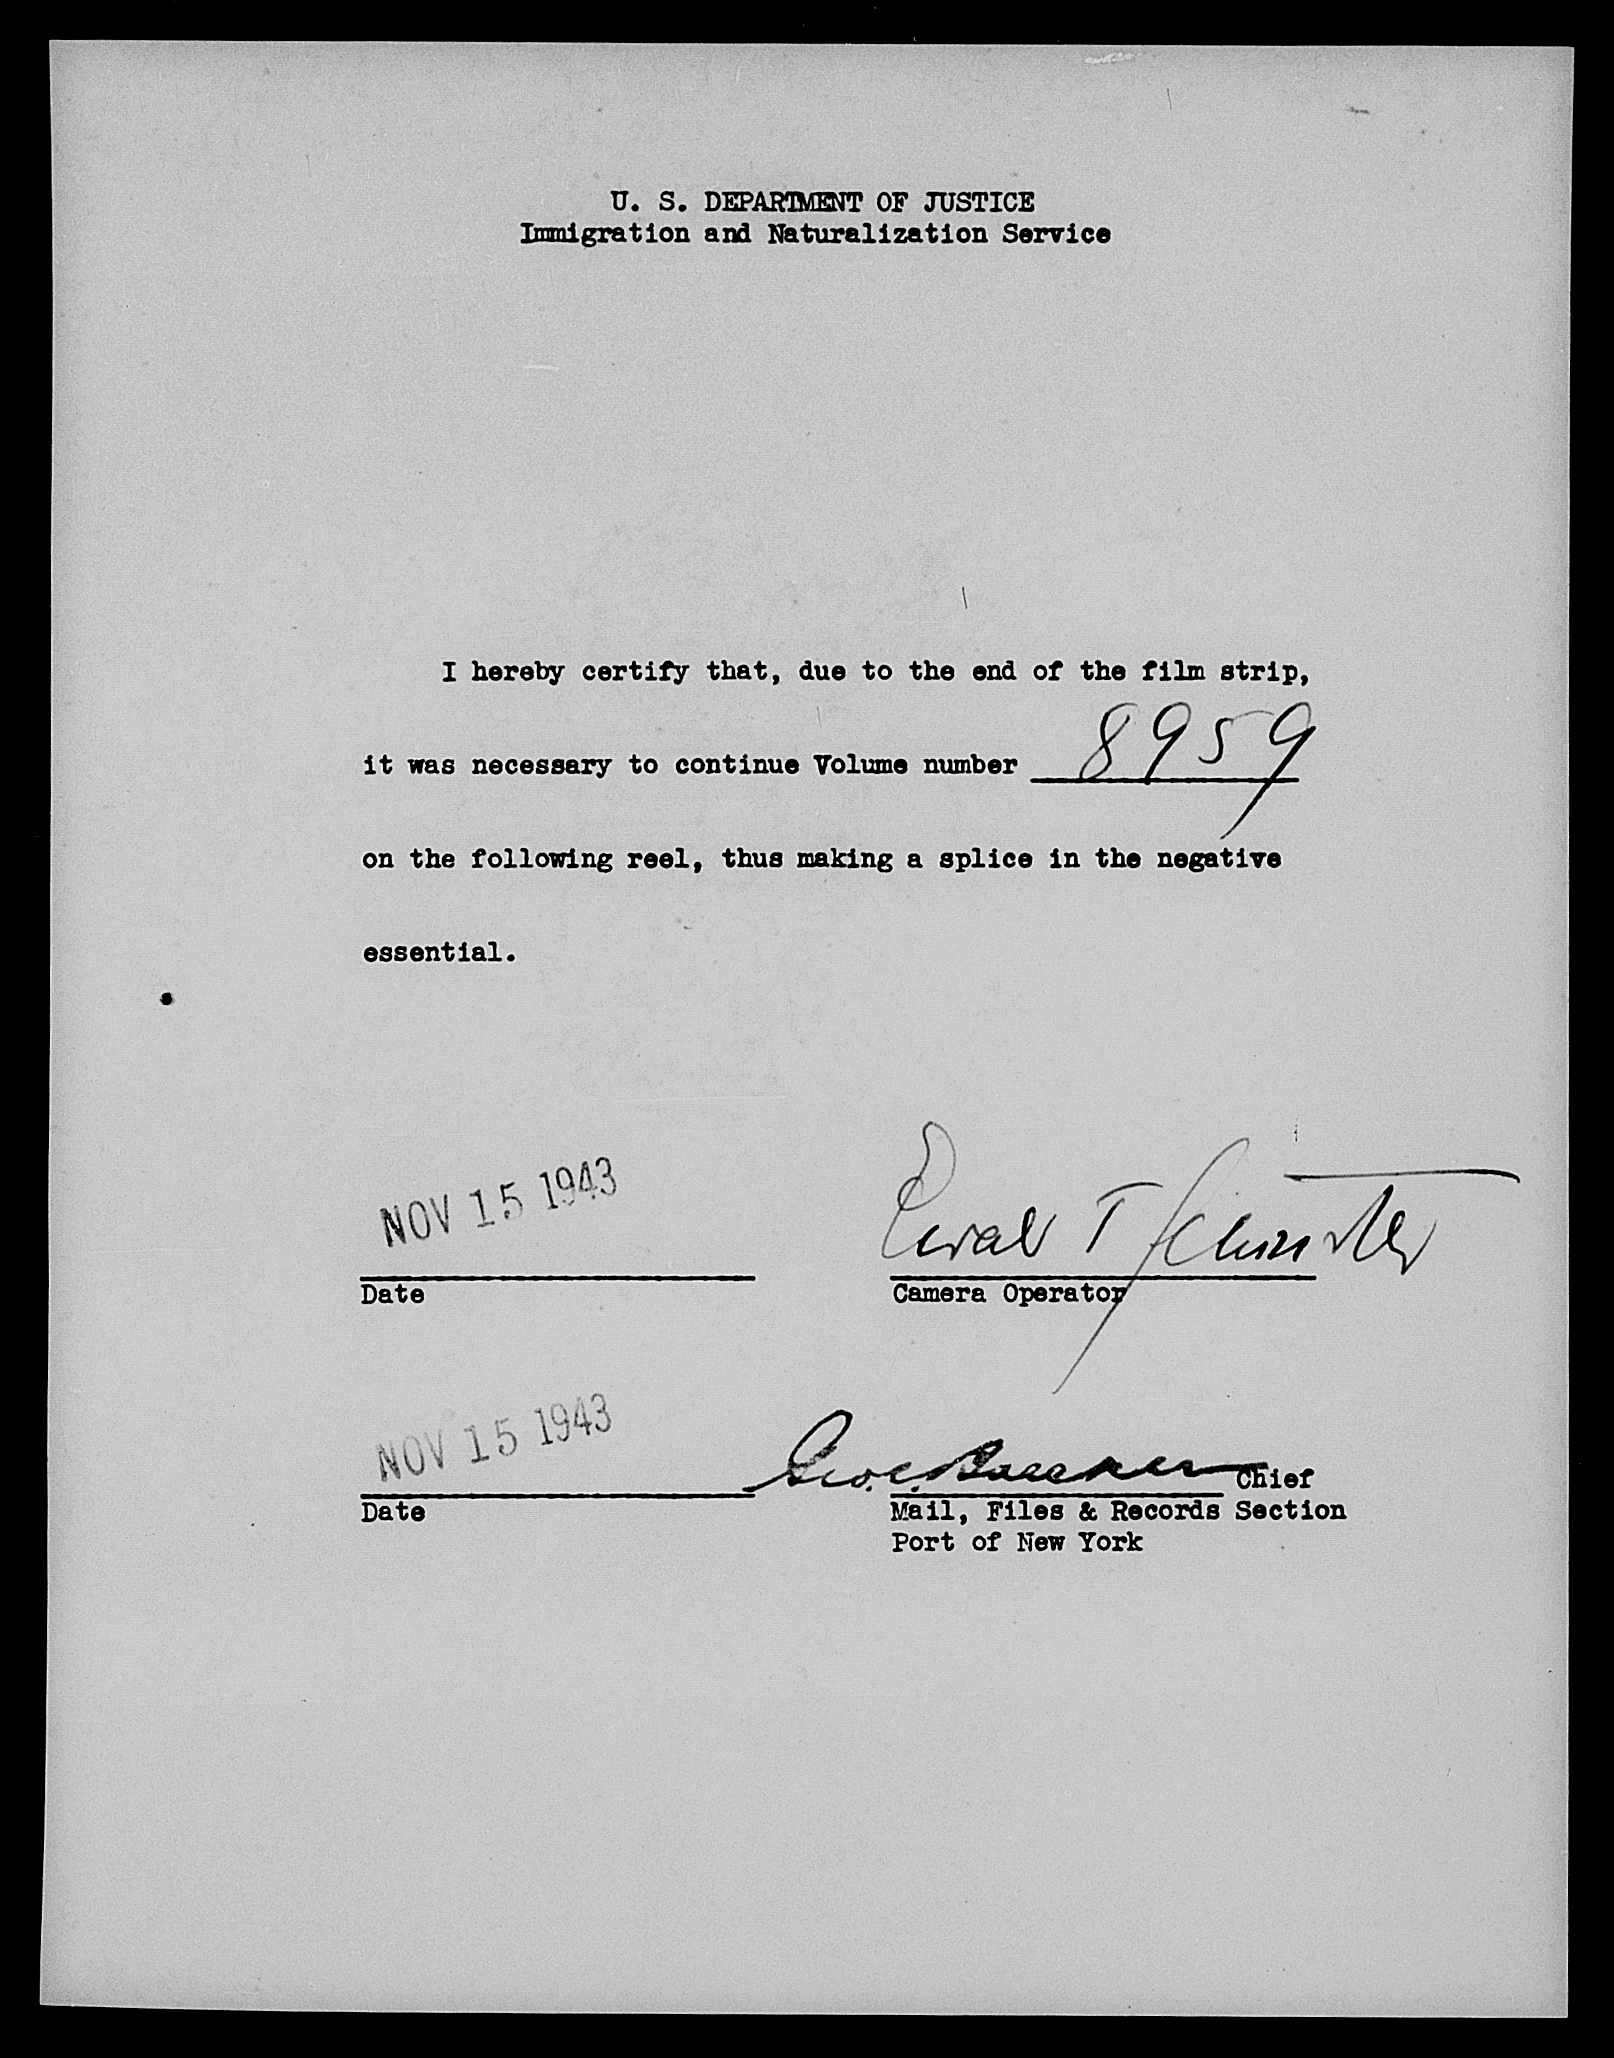 U. S. DEPARTMENT OF JUSTICE
Immigration and Naturalization Service
I hereby certify that, due to the end of the film strip,
it was necessary to continue Volume number 8959
on the following reel, thus making a splice in the negative
essential.
NOV 15 1943
Date
T
Camera Operator
NOV 15 1943
Geo. C. Chief
Date
Mail, Files & Records Section
Port of New York